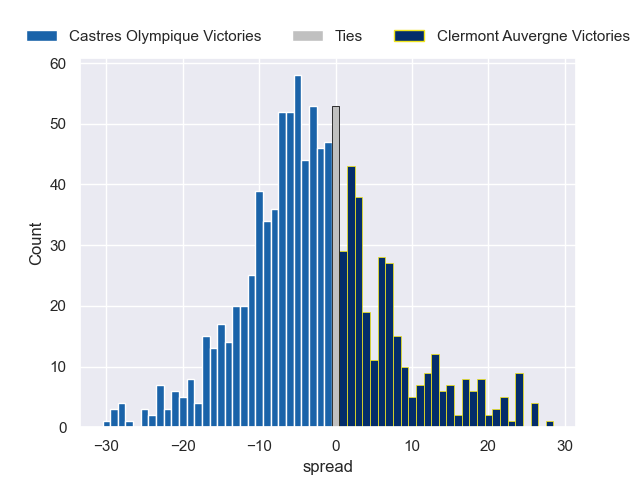 Castres Olympique Victories Ties Clermont Auvergne Victories
60
50
40
30
20
10
0
Count
−30 −20 −10 0 10 20 30
spread